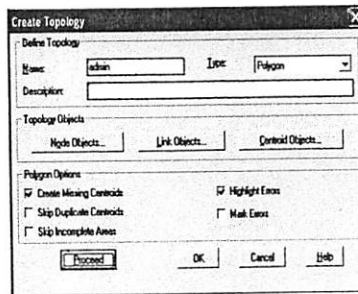 Create Topology
Define Topology
Name: admin Type: Polygon
Description:
Topology Objects
Node Objects... Link Objects... Centroid Objects...
Polygon Options
Create Missing Centroids Highlight Errors
Skip Duplicate Centroids Mark Errors
Skip Incomplete Areas
Proceed OK Cancel Help